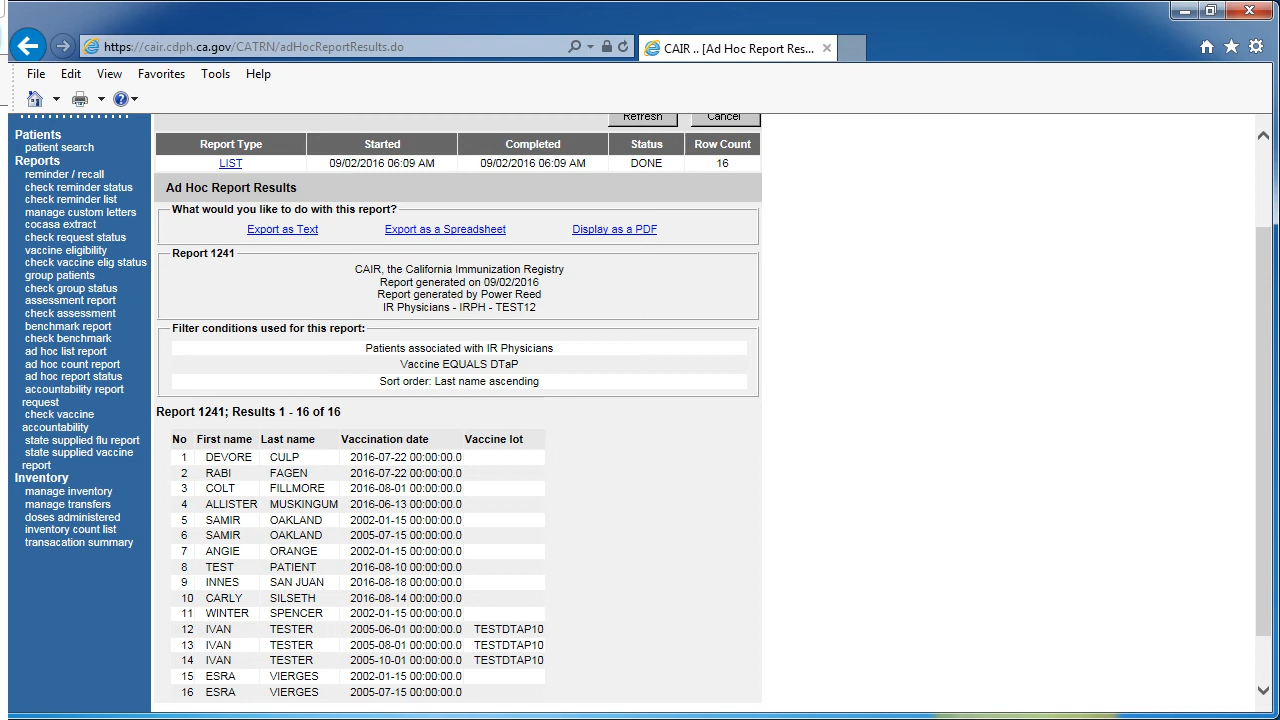 https://cair.cdph.ca.gov/CATRN/adHocReportResults.do
CAIR .. [Ad Hoc Report Res...
File Edit View Favorites Tools Help
Patients
patient search
Reports
reminder / recall
check reminder status
check reminder list
manage custom letters
cocasa extract
check request status
vaccine eligibility
check vaccine elig status
group patients
check group status
assessment report
check assessment
benchmark report
check benchmark
ad hoc list report
ad hoc count report
ad hoc report status
accountability report
request
check vaccine
accountability
state supplied flu report
state supplied vaccine
report
Inventory
manage inventory
manage transfers
doses administered
inventory count list
transacation summary
Refresh Cancel
Report Type Started Completed Status Row Count
LIST 09/02/2016 06:09 AM 09/02/2016 06:09 AM DONE 16
Ad Hoc Report Results
What would you like to do with this report?
Export as Text Export as a Spreadsheet Display as a PDF
Report 1241
CAIR, the California Immunization Registry
Report generated on 09/02/2016
Report generated by Power Reed
IR Physicians - IRPH - TEST12
Filter conditions used for this report:
Patients associated with IR Physicians
Vaccine EQUALS DTaP
Sort order: Last name ascending
Report 1241; Results 1 - 16 of 16
No First name Last name Vaccination date Vaccine lot
1 DEVORE CULP 2016-07-22 00:00:00.0
2 RABI FAGEN 2016-07-22 00:00:00.0
3 COLT FILLMORE 2016-08-01 00:00:00.0
4 ALLISTER MUSKINGUM 2016-06-13 00:00:00.0
5 SAMIR OAKLAND 2002-01-15 00:00:00.0
6 SAMIR OAKLAND 2005-07-15 00:00:00.0
7 ANGIE ORANGE 2002-01-15 00:00:00.0
8 TEST PATIENT 2016-08-10 00:00:00.0
9 INNES SAN JUAN 2016-08-18 00:00:00.0
10 CARLY SILSETH 2016-08-14 00:00:00.0
11 WINTER SPENCER 2002-01-15 00:00:00.0
12 IVAN TESTER 2005-06-01 00:00:00.0 TESTDTAP10
13 IVAN TESTER 2005-08-01 00:00:00.0 TESTDTAP10
14 IVAN TESTER 2005-10-01 00:00:00.0 TESTDTAP10
15 ESRA VIERGES 2002-01-15 00:00:00.0
16 ESRA VIERGES 2005-07-15 00:00:00.0